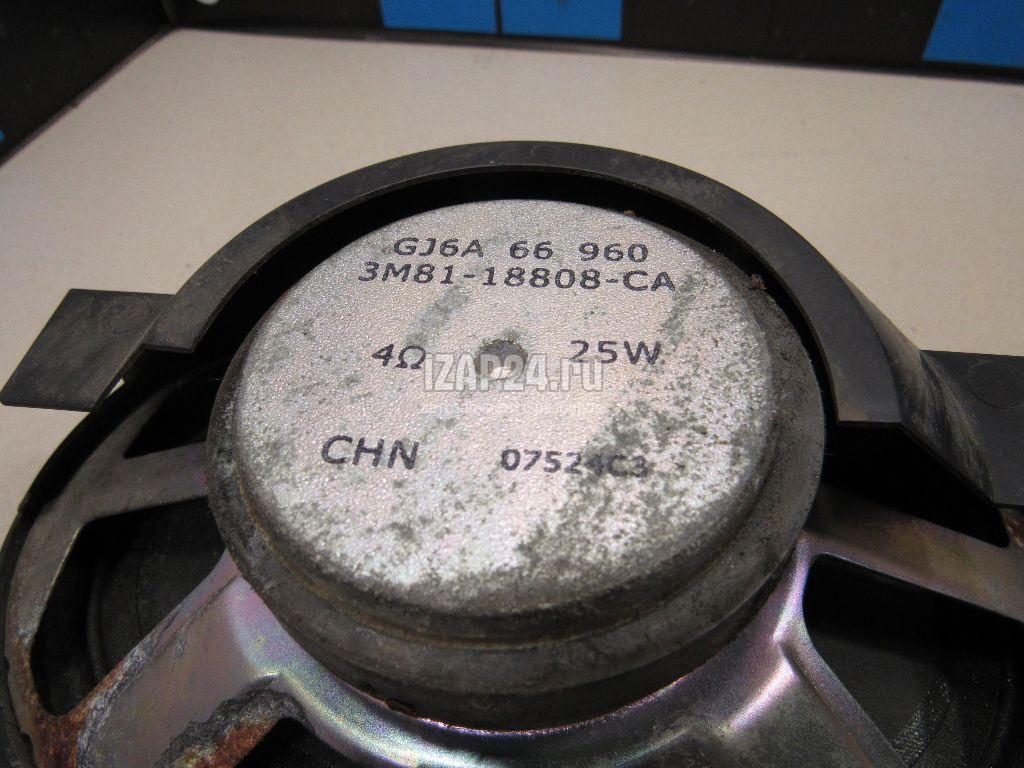 GJ6A 66 960
3M81-18808-CA
4Ω 25W
IZAP24.ru
CHN 07524C3